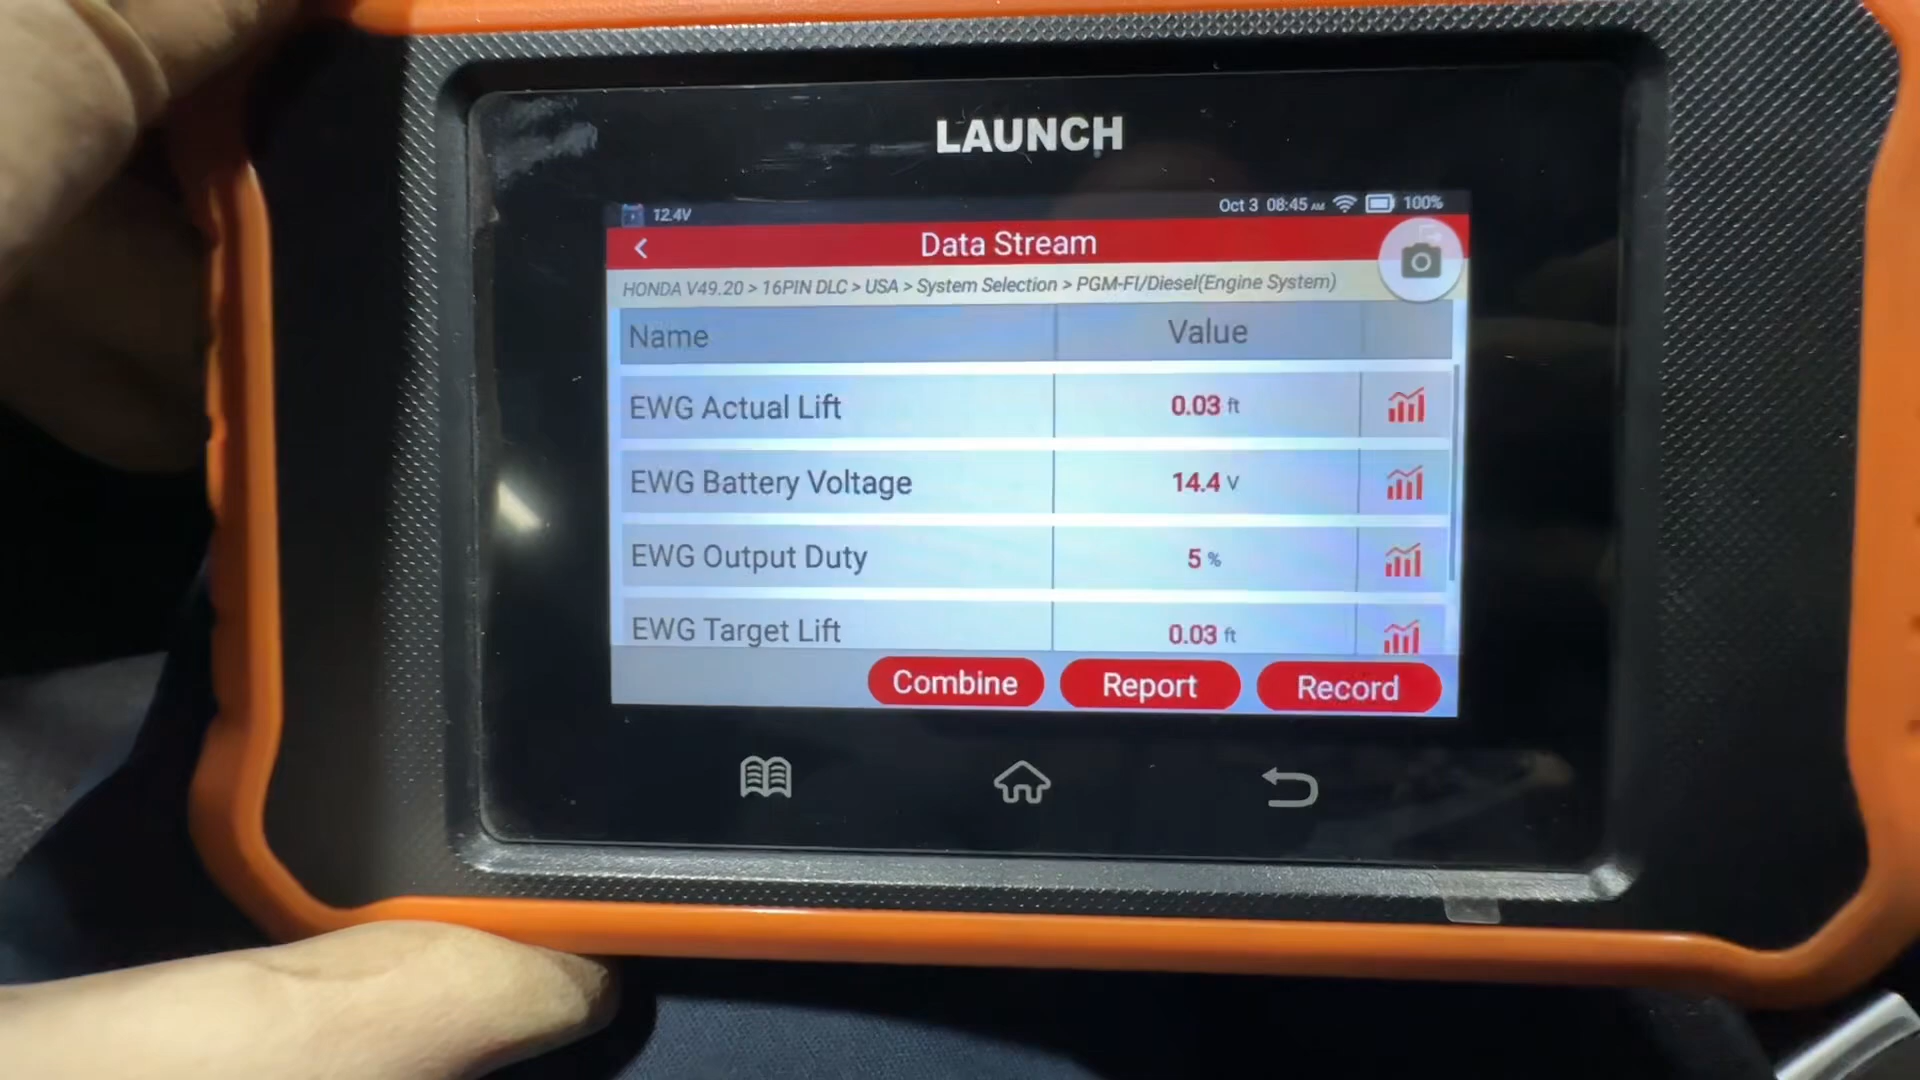 LAUNCH
12.4V
Oct 3 08:45 AM 100%
Data Stream
HONDA V49.20 > 16PIN DLC > USA > System Selection > PGM-FI/Diesel(Engine System)
Name Value
EWG Actual Lift 0.03 ft
EWG Battery Voltage 14.4 V
EWG Output Duty 5 %
EWG Target Lift 0.03 ft
Combine Report Record